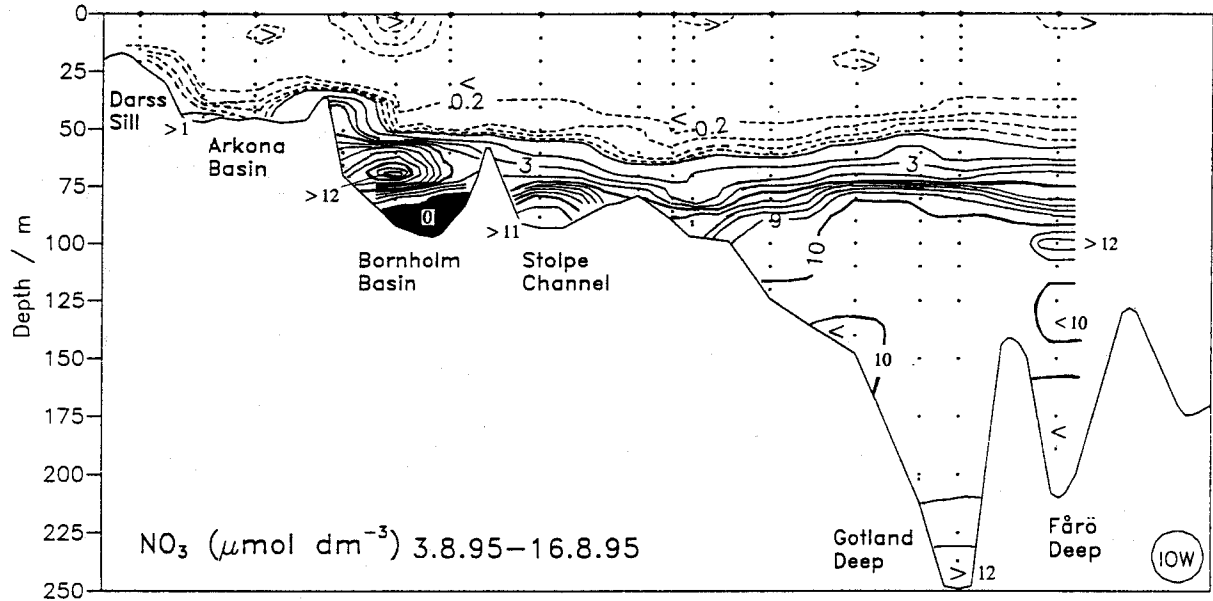 0
25
50
75
100
125
150
175
200
225
250
Depth / m
>
>
>
>
>
<
0.2
<
0.2
Darss
Sill
>1
Arkona
Basin
3
3
>12
0
>11
Bornholm
Basin
Stolpe
Channel
9
10
>12
<10
<
10
<
NO₃ (μmol dm⁻³) 3.8.95–16.8.95
Gotland
Deep
> 12
Fårö
Deep
IOW